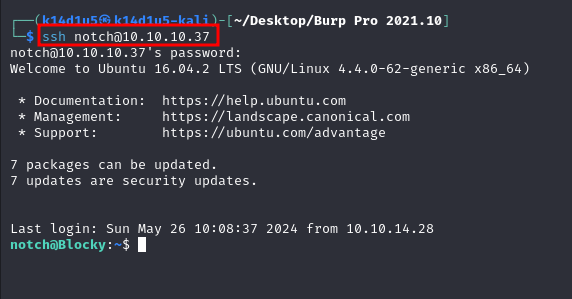 ┌──(k14d1u5㉿k14d1u5-kali)-[~/Desktop/Burp Pro 2021.10]
└─$ ssh notch@10.10.10.37
notch@10.10.10.37's password:
Welcome to Ubuntu 16.04.2 LTS (GNU/Linux 4.4.0-62-generic x86_64)
* Documentation:  https://help.ubuntu.com
* Management:     https://landscape.canonical.com
* Support:        https://ubuntu.com/advantage
7 packages can be updated.
7 updates are security updates.
Last login: Sun May 26 10:08:37 2024 from 10.10.14.28
notch@Blocky:~$